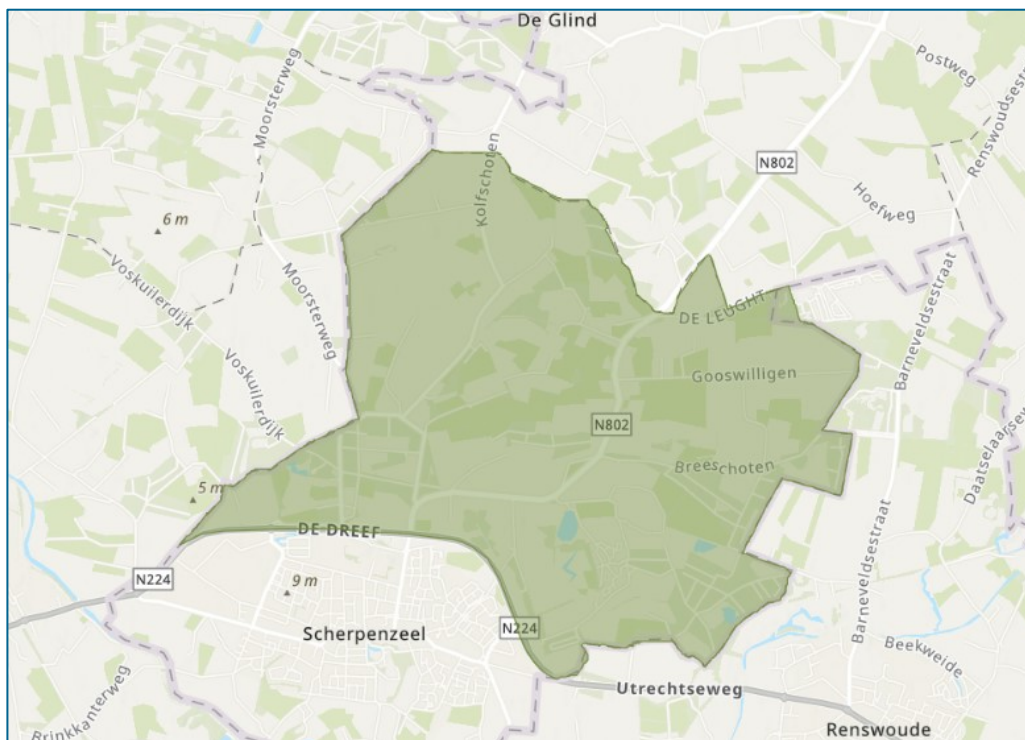 De Glind
Postweg
Renswoudsestr
Moorsterweg
Kolfschoten
N802
Hoefweg
6 m
Voskuilerdijk
Moorsterweg
DE LEUGHT
Barneveldsestraat
Gooswilligen
Voskuilerdijk
N802
Daatselaarsew
Breeschoten
5 m
DE DREEF
N224
9 m
Barneveldsestraat
Scherpenzeel
N224
Beekweide
Utrechtseweg
Brinkkanterweg
Renswoude